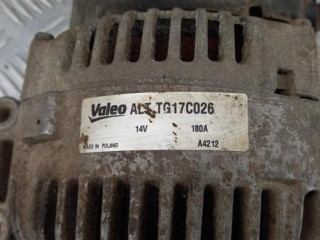 Valeo ALT TG17C026
14V 180A
MADE IN POLAND A4212